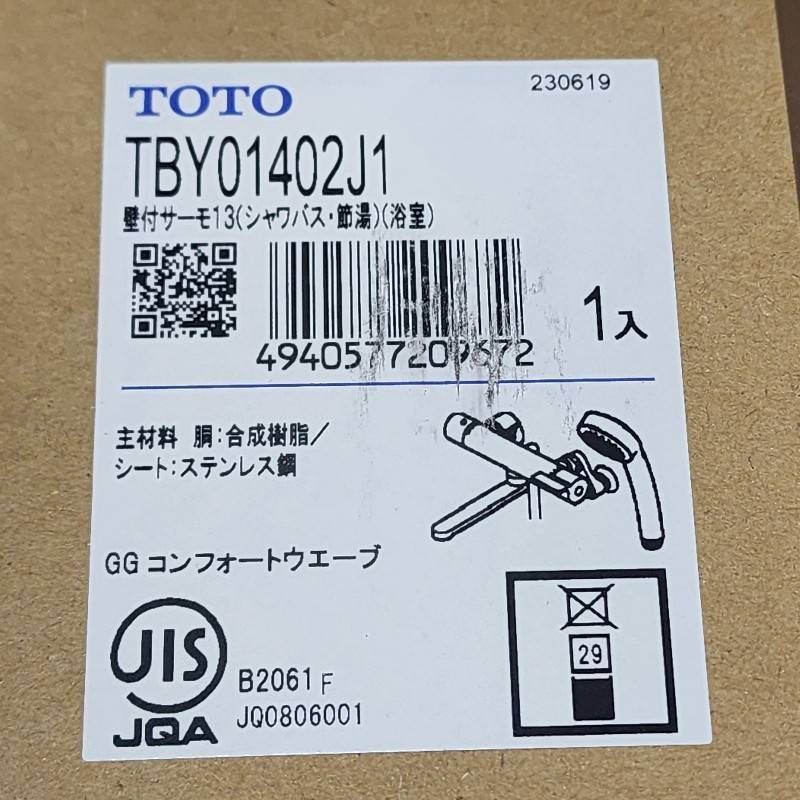 230619
TOTO
TBY01402J1
壁付サーモ13(シャワバス・節湯)(浴室)
4940577209672
1入
主材料 胴:合成樹脂/
シート:ステンレス鋼
GG コンフォートウエーブ
JIS
JQA
B2061 F
JQ0806001
29